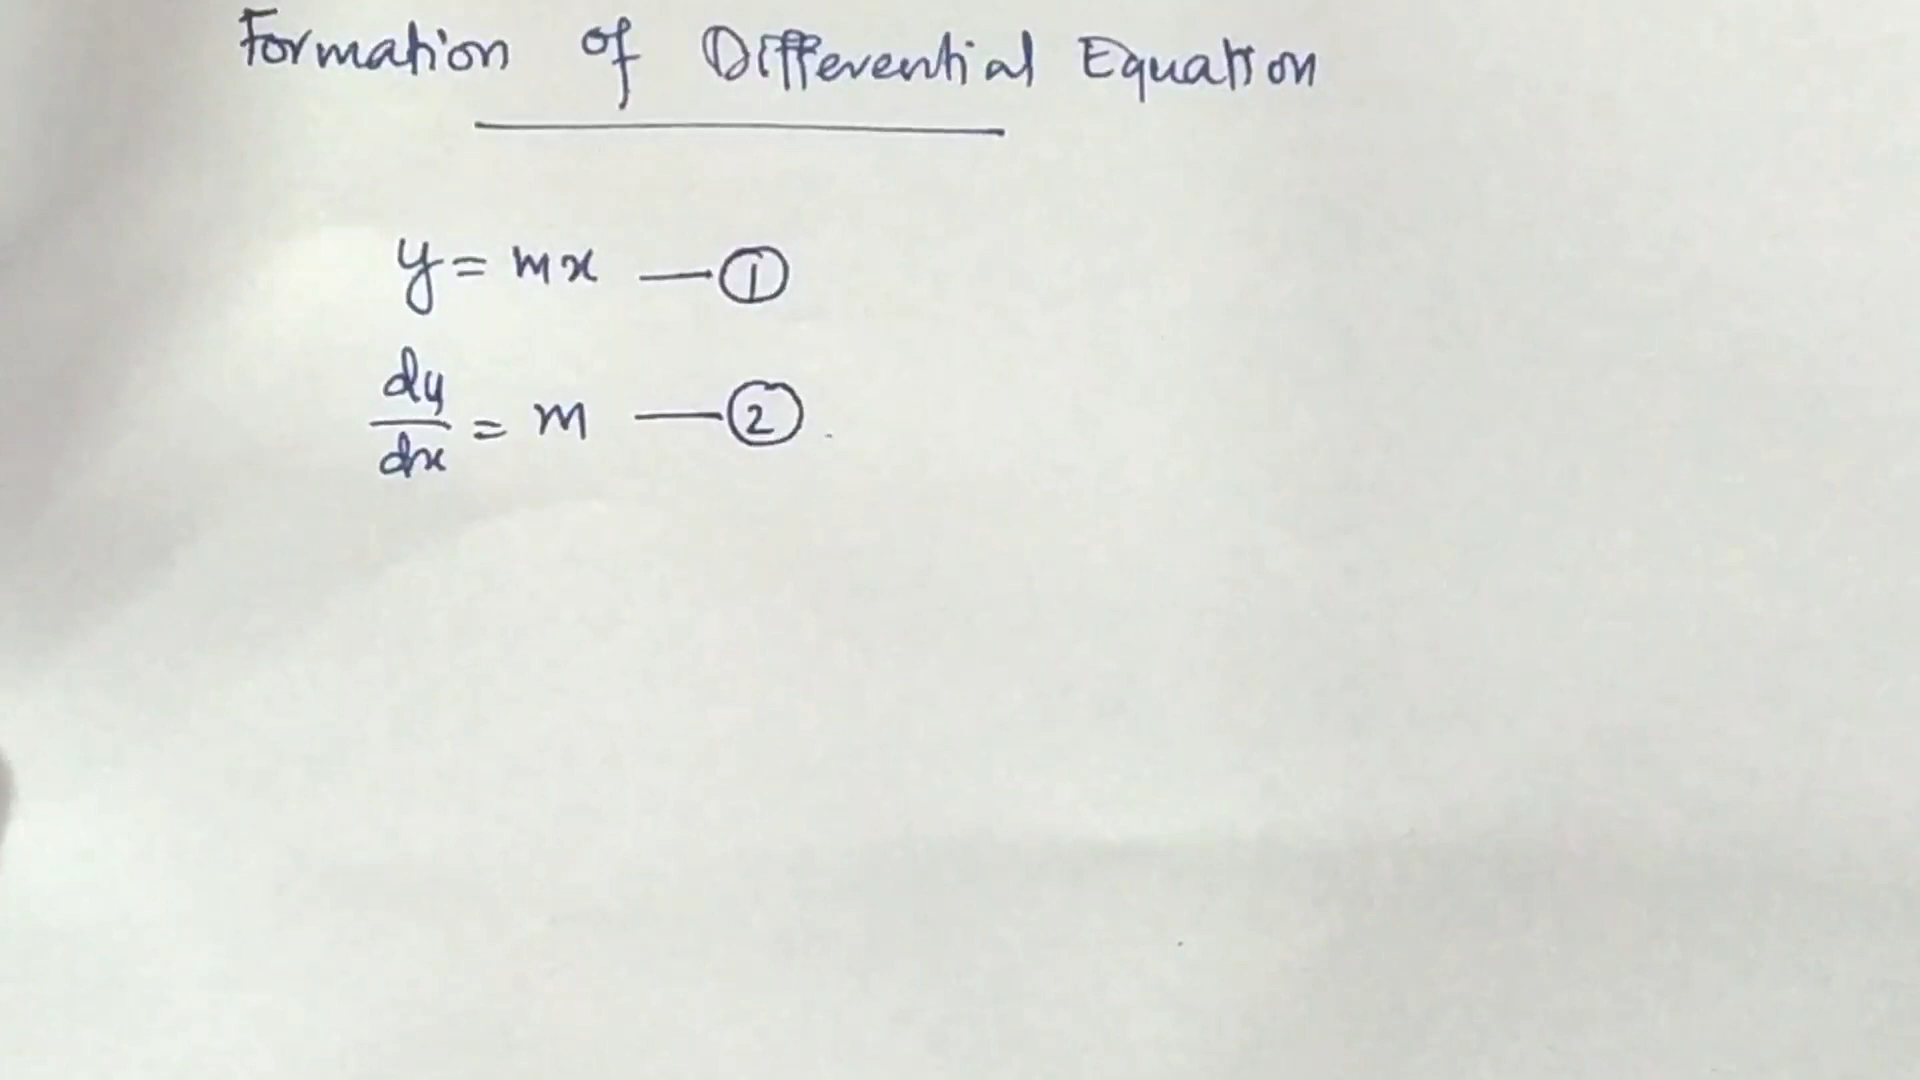 Formation of Differential Equation
y = mx — ①
dy/dx = m — ②